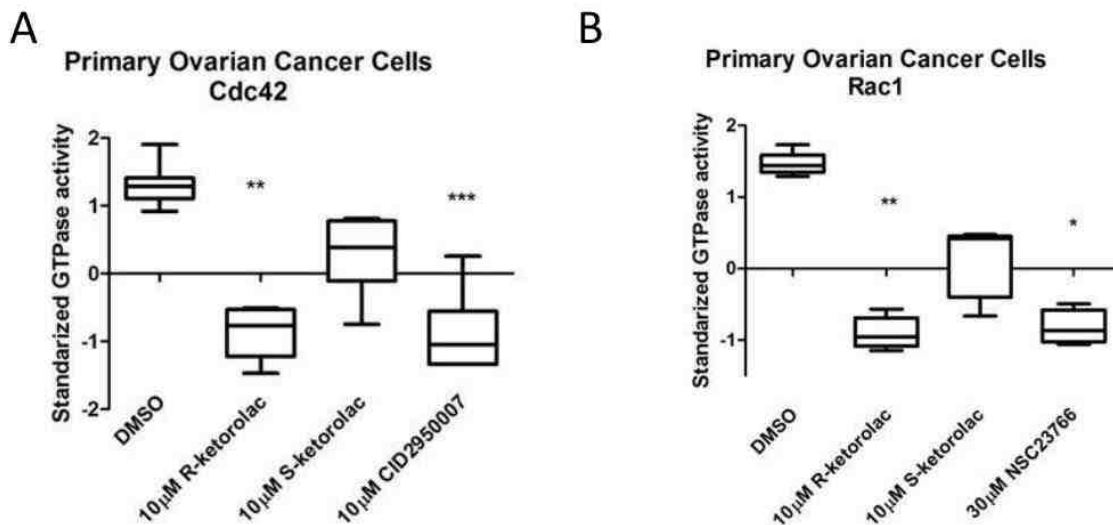 A
Primary Ovarian Cancer Cells
Cdc42
Standarized GTPase activity
2
1
0
-1
-2
**
***
DMSO
10µM R-ketorolac
10µM S-ketorolac
10µM CID2950007
B
Primary Ovarian Cancer Cells
Rac1
Standardized GTPase activity
2
1
0
-1
**
*
DMSO
10µM R-ketorolac
10µM S-ketorolac
30µM NSC23766